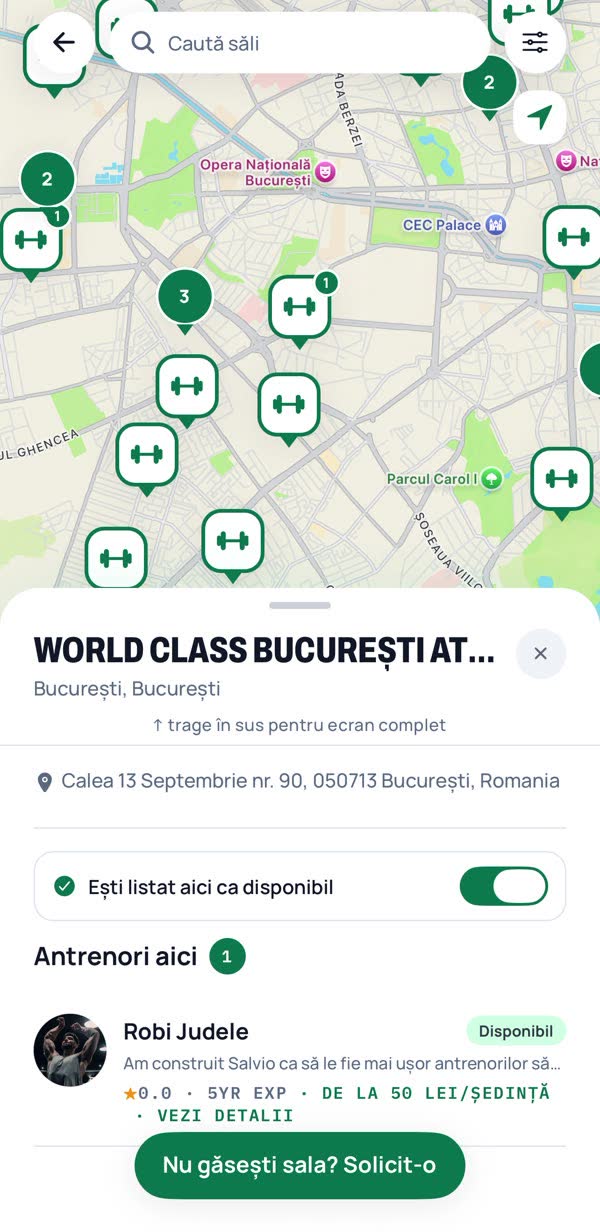 Caută săli
2
ADA BERZEI
Opera Națională
București
2
1
CEC Palace
3
1
UL GHENCEA
Parcul Carol I
ȘOSEAUA VIILO
WORLD CLASS BUCUREȘTI AT...
București, București
↑ trage în sus pentru ecran complet
Calea 13 Septembrie nr. 90, 050713 București, Romania
Ești listat aici ca disponibil
Antrenori aici 1
Robi Judele
Disponibil
Am construit Salvio ca să le fie mai ușor antrenorilor să...
★0.0 · 5YR EXP · DE LA 50 LEI/ȘEDINȚĂ
· VEZI DETALII
Nu găsești sala? Solicit-o